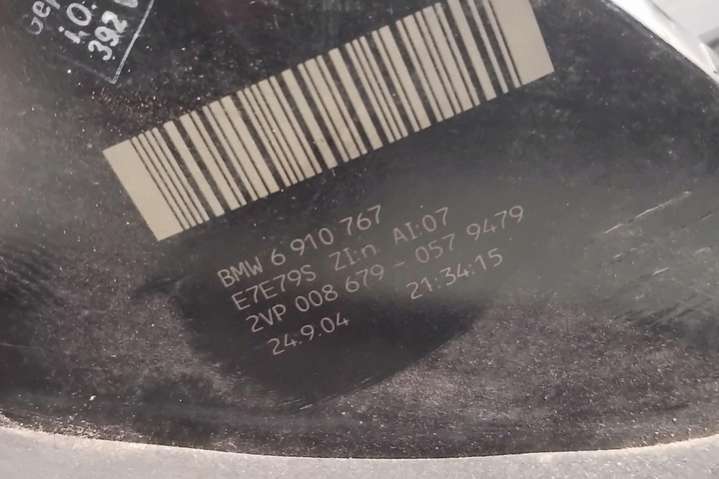 i.O.
392
BMW 6 910 767
E7E79S ZI:n AI:07
2VP 008 679 - 057 9479
24.9.04 21:34:15